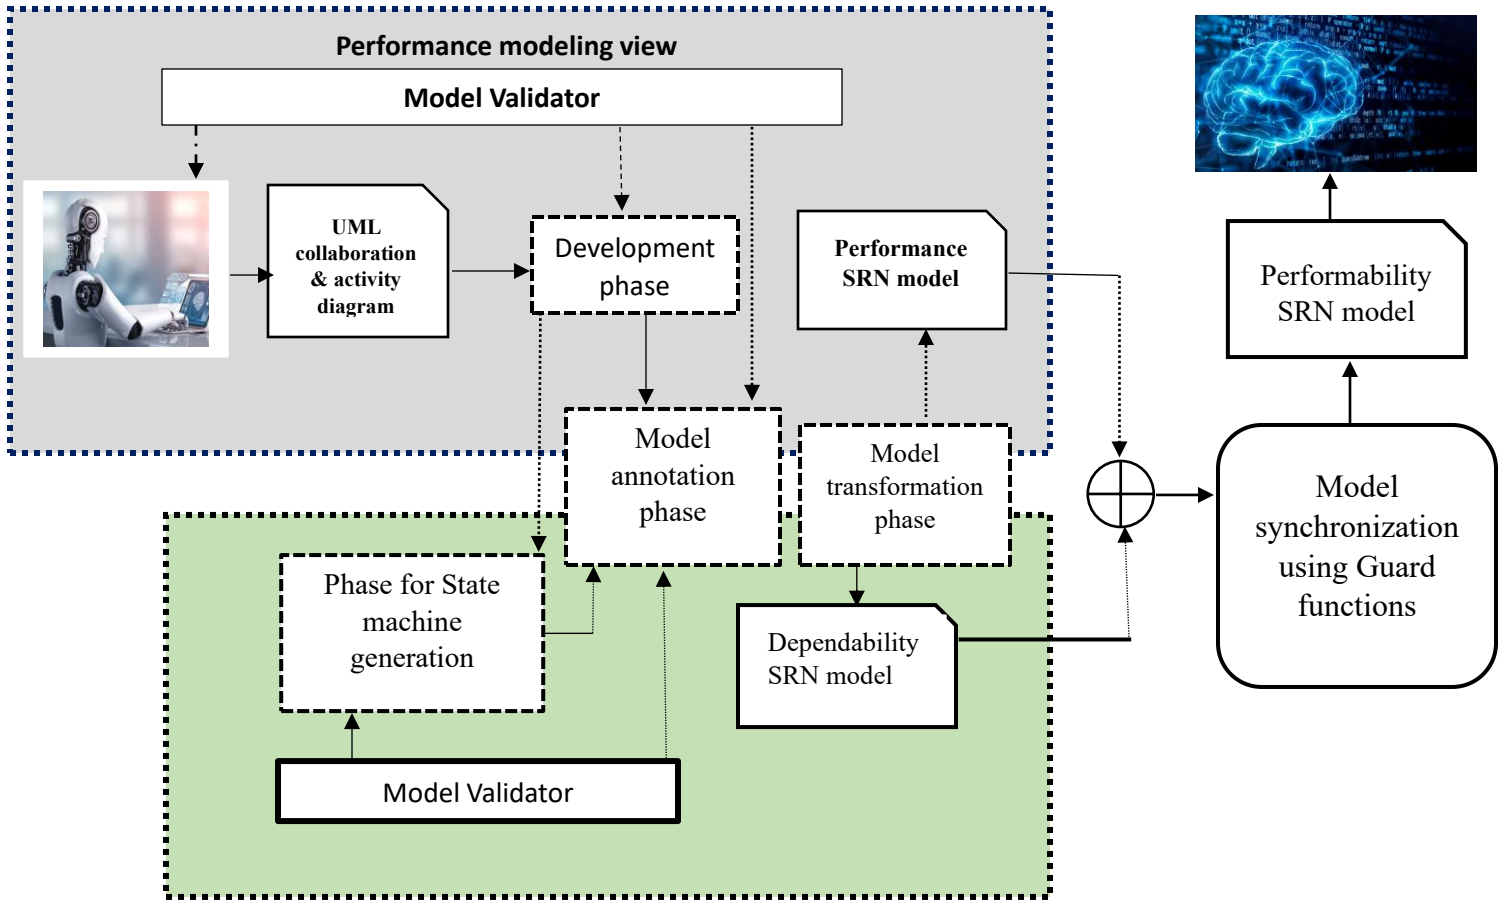 Performance modeling view
Model Validator
UML
collaboration
& activity
diagram
Development
phase
Performance
SRN model
Performability
SRN model
Model
annotation
phase
Model
transformation
phase
Model
synchronization
using Guard
functions
Phase for State
machine
generation
Dependability
SRN model
Model Validator